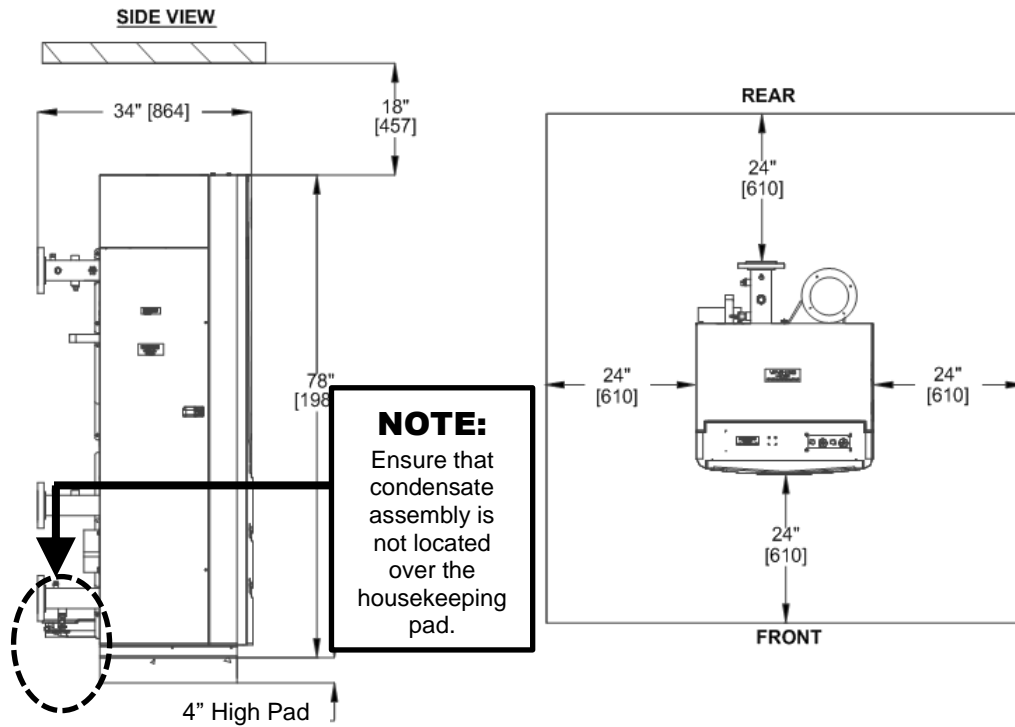 SIDE VIEW
34" [864]
18"
[457]
REAR
24"
[610]
24"
[610]
24"
[610]
78"
[198
NOTE:
Ensure that
condensate
assembly is
not located
over the
housekeeping
pad.
24"
[610]
FRONT
4” High Pad